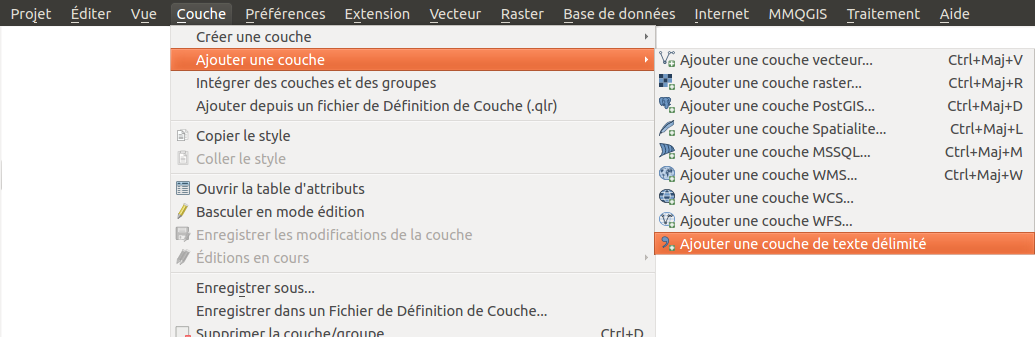 Projet Éditer Vue Couche Préférences Extension Vecteur Raster Base de données Internet MMQGIS Traitement Aide
Créer une couche
Ajouter une couche
Intégrer des couches et des groupes
Ajouter depuis un fichier de Définition de Couche (.qlr)
Copier le style
Coller le style
Ouvrir la table d'attributs
Basculer en mode édition
Enregistrer les modifications de la couche
Éditions en cours
Enregistrer sous...
Enregistrer dans un Fichier de Définition de Couche...
Supprimer la couche/groupe Ctrl+D
Ajouter une couche vecteur... Ctrl+Maj+V
Ajouter une couche raster... Ctrl+Maj+R
Ajouter une couche PostGIS... Ctrl+Maj+D
Ajouter une couche Spatialite... Ctrl+Maj+L
Ajouter une couche MSSQL... Ctrl+Maj+M
Ajouter une couche WMS... Ctrl+Maj+W
Ajouter une couche WCS...
Ajouter une couche WFS...
Ajouter une couche de texte délimité